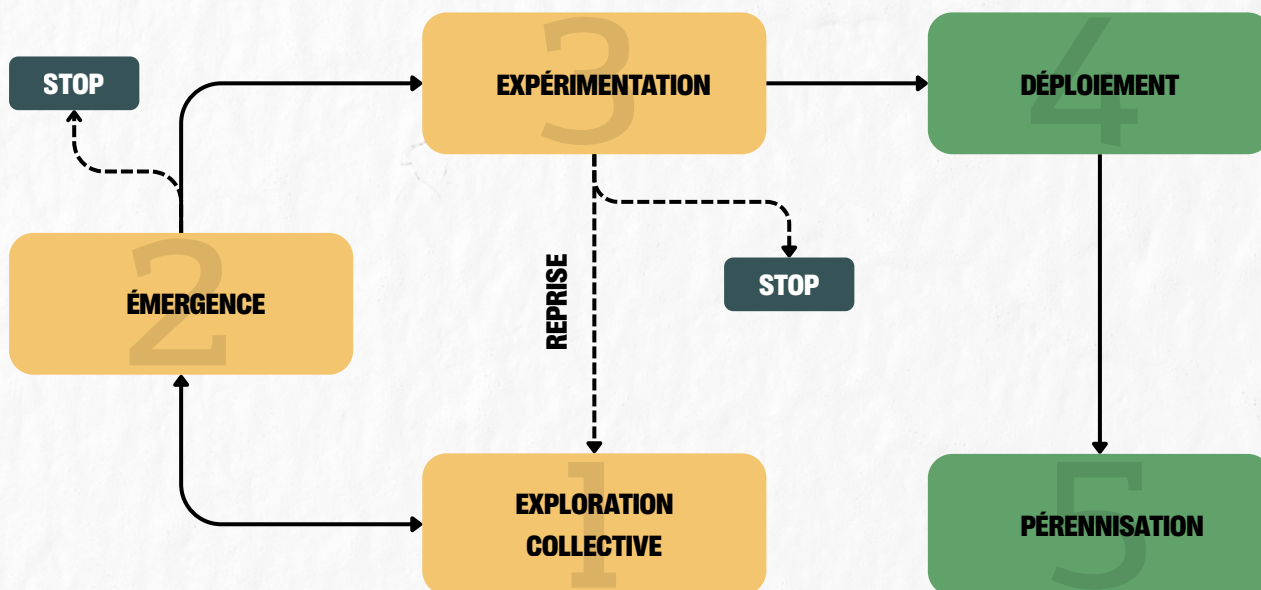 3
EXPÉRIMENTATION
4
DÉPLOIEMENT
STOP
2
ÉMERGENCE
REPRISE
STOP
1
EXPLORATION
COLLECTIVE
5
PÉRENNISATION